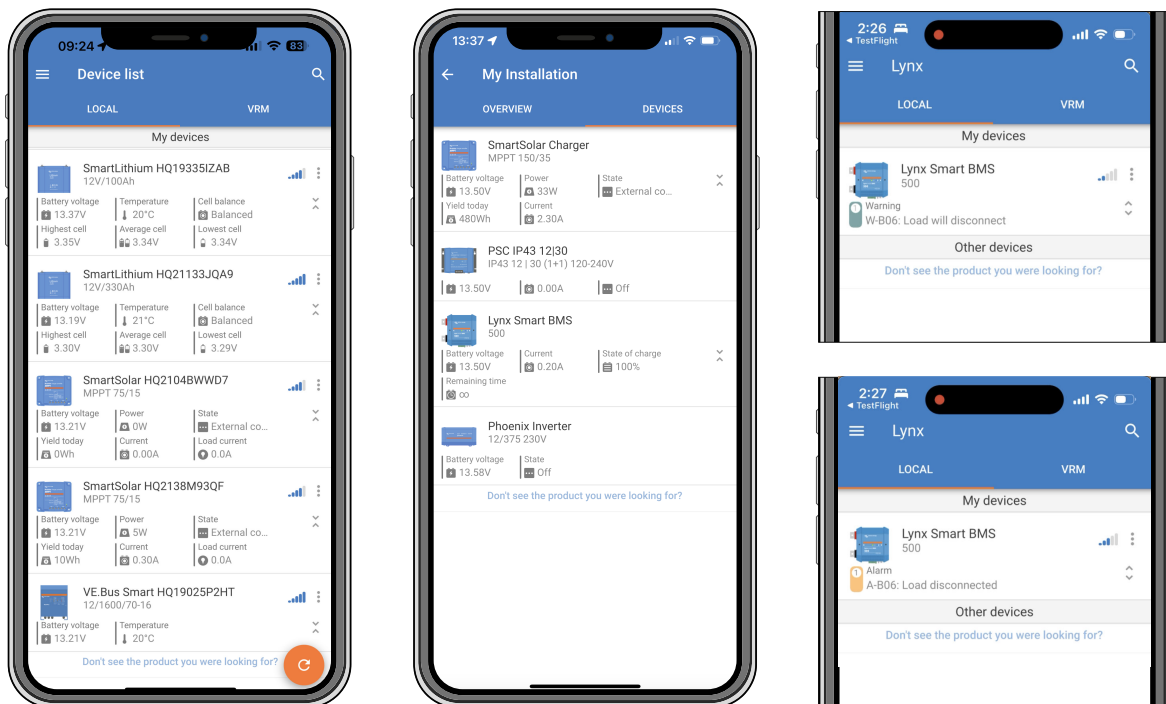 09:24
83
Device list
LOCAL VRM
My devices
SmartLithium HQ19335IZAB
12V/100Ah
Battery voltage Temperature Cell balance
13.37V 20°C Balanced
Highest cell Average cell Lowest cell
3.35V 3.34V 3.34V
SmartLithium HQ21133JQA9
12V/330Ah
Battery voltage Temperature Cell balance
13.19V 21°C Balanced
Highest cell Average cell Lowest cell
3.30V 3.30V 3.29V
SmartSolar HQ2104BWWD7
MPPT 75/15
Battery voltage Power State
13.21V 0W External co...
Yield today Current Load current
0Wh 0.00A 0.0A
SmartSolar HQ2138M93QF
MPPT 75/15
Battery voltage Power State
13.21V 5W External co...
Yield today Current Load current
10Wh 0.30A 0.0A
VE.Bus Smart HQ19025P2HT
12/1600/70-16
Battery voltage Temperature
13.21V 20°C
Don't see the product you were looking for?
13:37
My Installation
OVERVIEW DEVICES
SmartSolar Charger
MPPT 150/35
Battery voltage Power State
13.50V 33W External co...
Yield today Current
480Wh 2.30A
PSC IP43 12|30
IP43 12 | 30 (1+1) 120-240V
13.50V 0.00A Off
Lynx Smart BMS
500
Battery voltage Current State of charge
13.50V 0.20A 100%
Remaining time
∞
Phoenix Inverter
12/375 230V
Battery voltage State
13.58V Off
Don't see the product you were looking for?
2:26
◀ TestFlight
Lynx
LOCAL VRM
My devices
Lynx Smart BMS
500
1 Warning
W-B06: Load will disconnect
Other devices
Don't see the product you were looking for?
2:27
◀ TestFlight
Lynx
LOCAL VRM
My devices
Lynx Smart BMS
500
1 Alarm
A-B06: Load disconnected
Other devices
Don't see the product you were looking for?